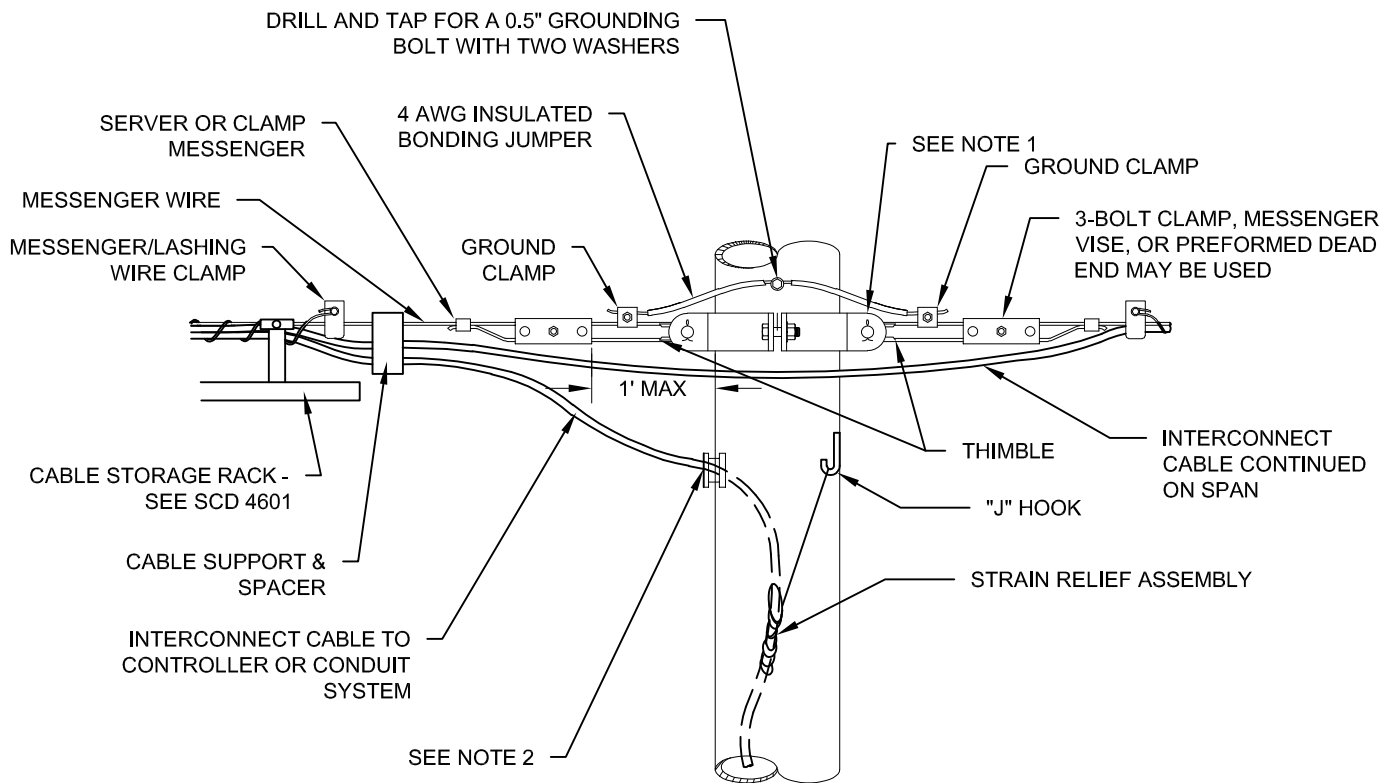 DRILL AND TAP FOR A 0.5" GROUNDING
BOLT WITH TWO WASHERS
4 AWG INSULATED
BONDING JUMPER
SERVER OR CLAMP
MESSENGER
SEE NOTE 1
GROUND CLAMP
MESSENGER WIRE
3-BOLT CLAMP, MESSENGER
VISE, OR PREFORMED DEAD
END MAY BE USED
MESSENGER/LASHING
WIRE CLAMP
GROUND
CLAMP
1' MAX
THIMBLE
INTERCONNECT
CABLE CONTINUED
ON SPAN
CABLE STORAGE RACK -
SEE SCD 4601
"J" HOOK
CABLE SUPPORT &
SPACER
STRAIN RELIEF ASSEMBLY
INTERCONNECT CABLE TO
CONTROLLER OR CONDUIT
SYSTEM
SEE NOTE 2